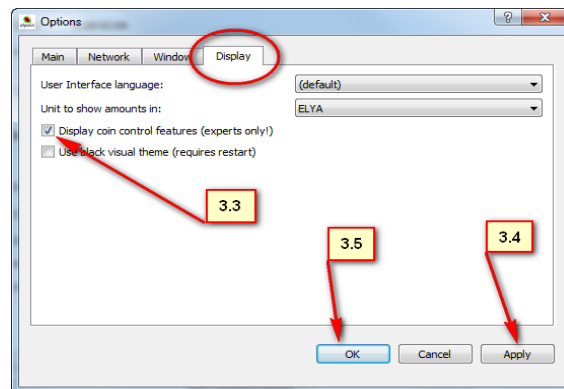 Options
Main Network Window Display
User Interface language: (default)
Unit to show amounts in: ELYA
Display coin control features (experts only!)
Use black visual theme (requires restart)
3.3
3.5
3.4
OK Cancel Apply